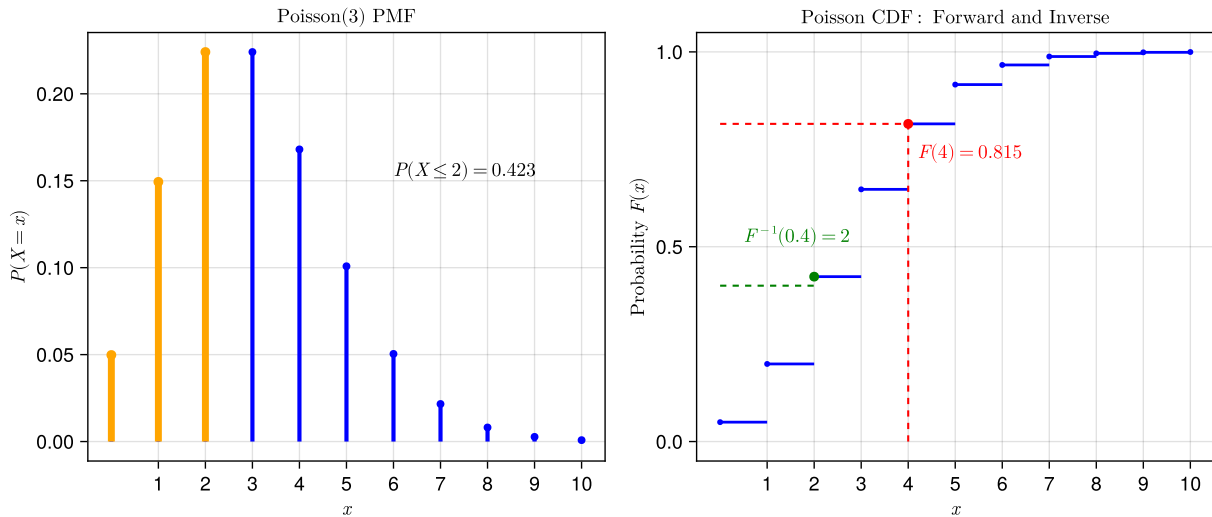 Poisson(3) PMF
P(X = x)
0.20
0.15
0.10
0.05
0.00
P(X ≤ 2) = 0.423
1 2 3 4 5 6 7 8 9 10
x
Poisson CDF : Forward and Inverse
Probability F(x)
1.0
0.5
0.0
F(4) = 0.815
F⁻¹(0.4) = 2
1 2 3 4 5 6 7 8 9 10
x